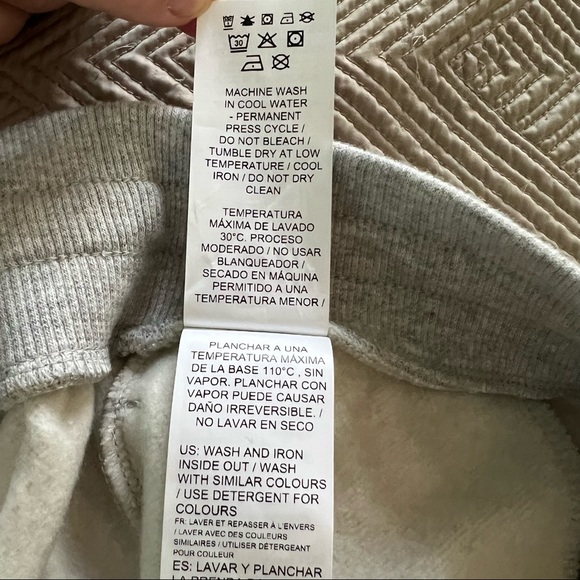 30
MACHINE WASH
IN COOL WATER
- PERMANENT
PRESS CYCLE /
DO NOT BLEACH /
TUMBLE DRY AT LOW
TEMPERATURE / COOL
IRON / DO NOT DRY
CLEAN
TEMPERATURA
MÁXIMA DE LAVADO
30°C. PROCESO
MODERADO / NO USAR
BLANQUEADOR /
SECADO EN MÁQUINA
PERMITIDO A UNA
TEMPERATURA MENOR /
PLANCHAR A UNA
TEMPERATURA MÁXIMA
DE LA BASE 110°C , SIN
VAPOR. PLANCHAR CON
VAPOR PUEDE CAUSAR
DAÑO IRREVERSIBLE. /
NO LAVAR EN SECO
US: WASH AND IRON
INSIDE OUT / WASH
WITH SIMILAR COLOURS
/ USE DETERGENT FOR
COLOURS
FR: LAVER ET REPASSER À L'ENVERS
/ LAVER AVEC DES COULEURS
SIMILAIRES / UTILISER DÉTERGENT
POUR COULEUR
ES: LAVAR Y PLANCHAR
LA PRENDA